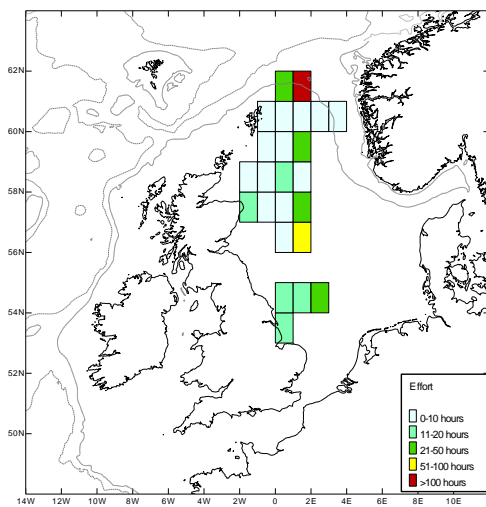 62N
60N
58N
56N
54N
52N
50N
48N
14W 12W 10W 8W 6W 4W 2W 0 2E 4E 6E 8E 10E
Effort
0-10 hours
11-20 hours
21-50 hours
51-100 hours
>100 hours